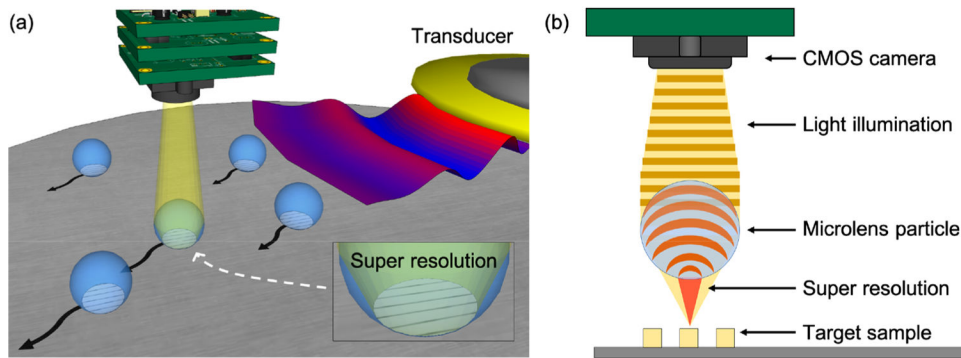 (a)
Transducer
Super resolution
(b)
CMOS camera
Light illumination
Microlens particle
Super resolution
Target sample